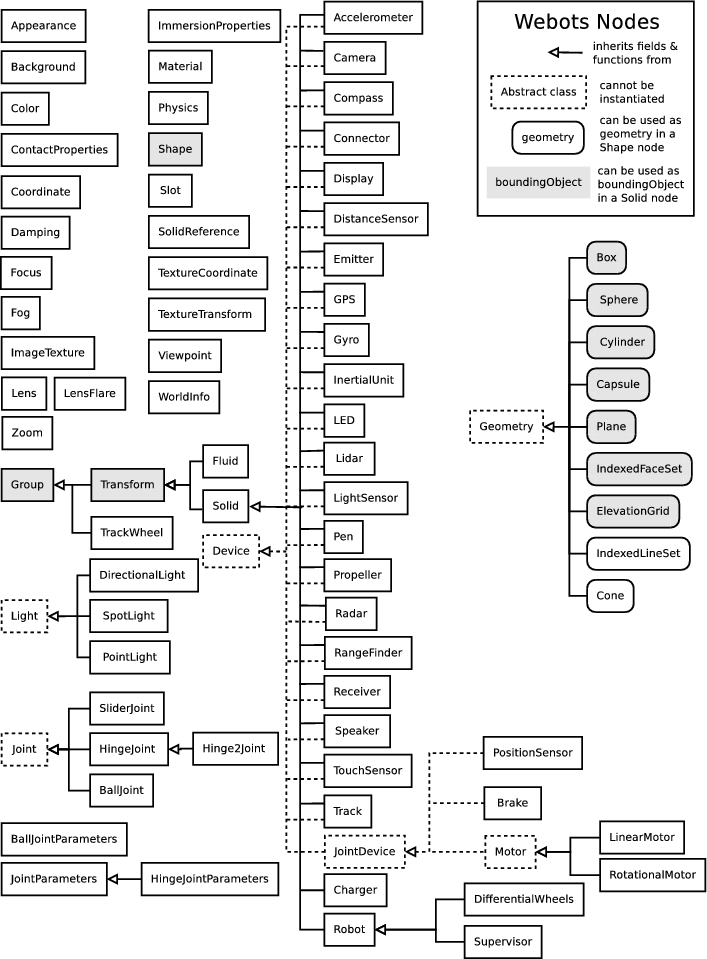 Appearance
Background
Color
ContactProperties
Coordinate
Damping
Focus
Fog
ImageTexture
Lens
LensFlare
Zoom
ImmersionProperties
Material
Physics
Shape
Slot
SolidReference
TextureCoordinate
TextureTransform
Viewpoint
WorldInfo
Group
Transform
TrackWheel
Fluid
Solid
Device
Light
DirectionalLight
SpotLight
PointLight
Joint
SliderJoint
HingeJoint
Hinge2Joint
BallJoint
BallJointParameters
JointParameters
HingeJointParameters
Accelerometer
Camera
Compass
Connector
Display
DistanceSensor
Emitter
GPS
Gyro
InertialUnit
LED
Lidar
LightSensor
Pen
Propeller
Radar
RangeFinder
Receiver
Speaker
TouchSensor
Track
JointDevice
Charger
Robot
PositionSensor
Brake
Motor
LinearMotor
RotationalMotor
DifferentialWheels
Supervisor
Webots Nodes
inherits fields &
functions from
Abstract class
cannot be
instantiated
geometry
can be used as
geometry in a
Shape node
boundingObject
can be used as
boundingObject
in a Solid node
Geometry
Box
Sphere
Cylinder
Capsule
Plane
IndexedFaceSet
ElevationGrid
IndexedLineSet
Cone